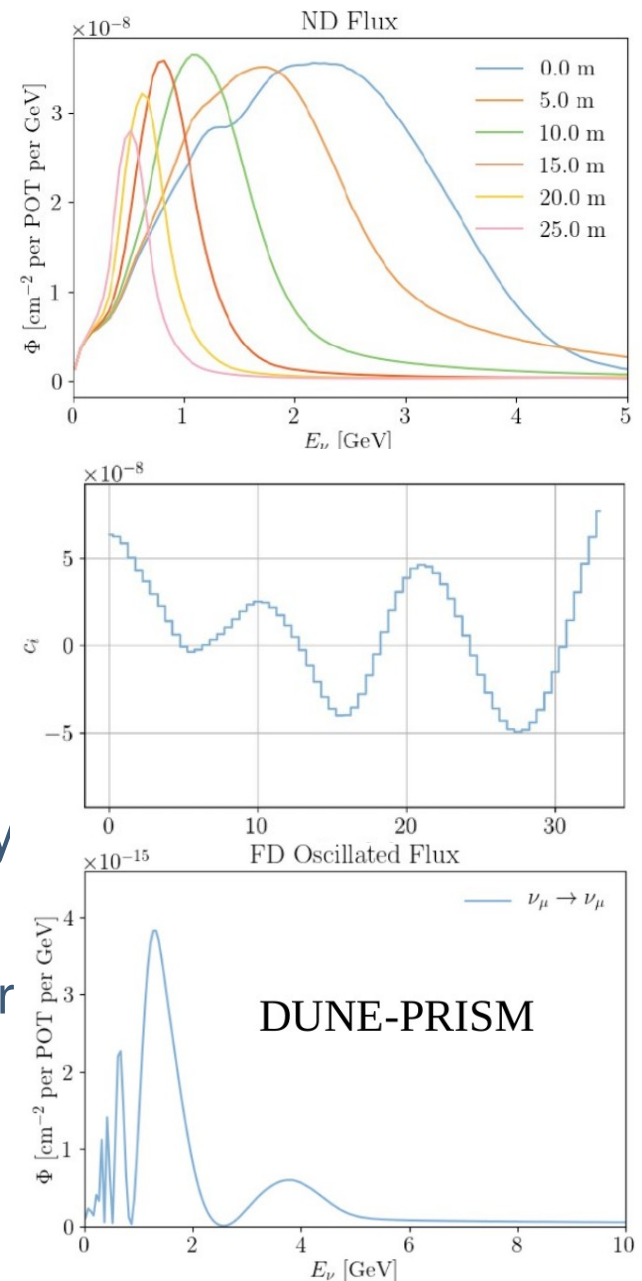 ×10⁻⁸
ND Flux
Φ [cm⁻² per POT per GeV]
3
2
1
0
0.0 m
5.0 m
10.0 m
15.0 m
20.0 m
25.0 m
0 1 2 3 4 5
E_ν [GeV]
×10⁻⁸
c_i
5
0
−5
0 10 20 30
y
r
×10⁻¹⁵
FD Oscillated Flux
Φ [cm⁻² per POT per GeV]
4
3
2
1
0
ν_μ → ν_μ
DUNE-PRISM
0 2 4 6 8 10
E_ν [GeV]